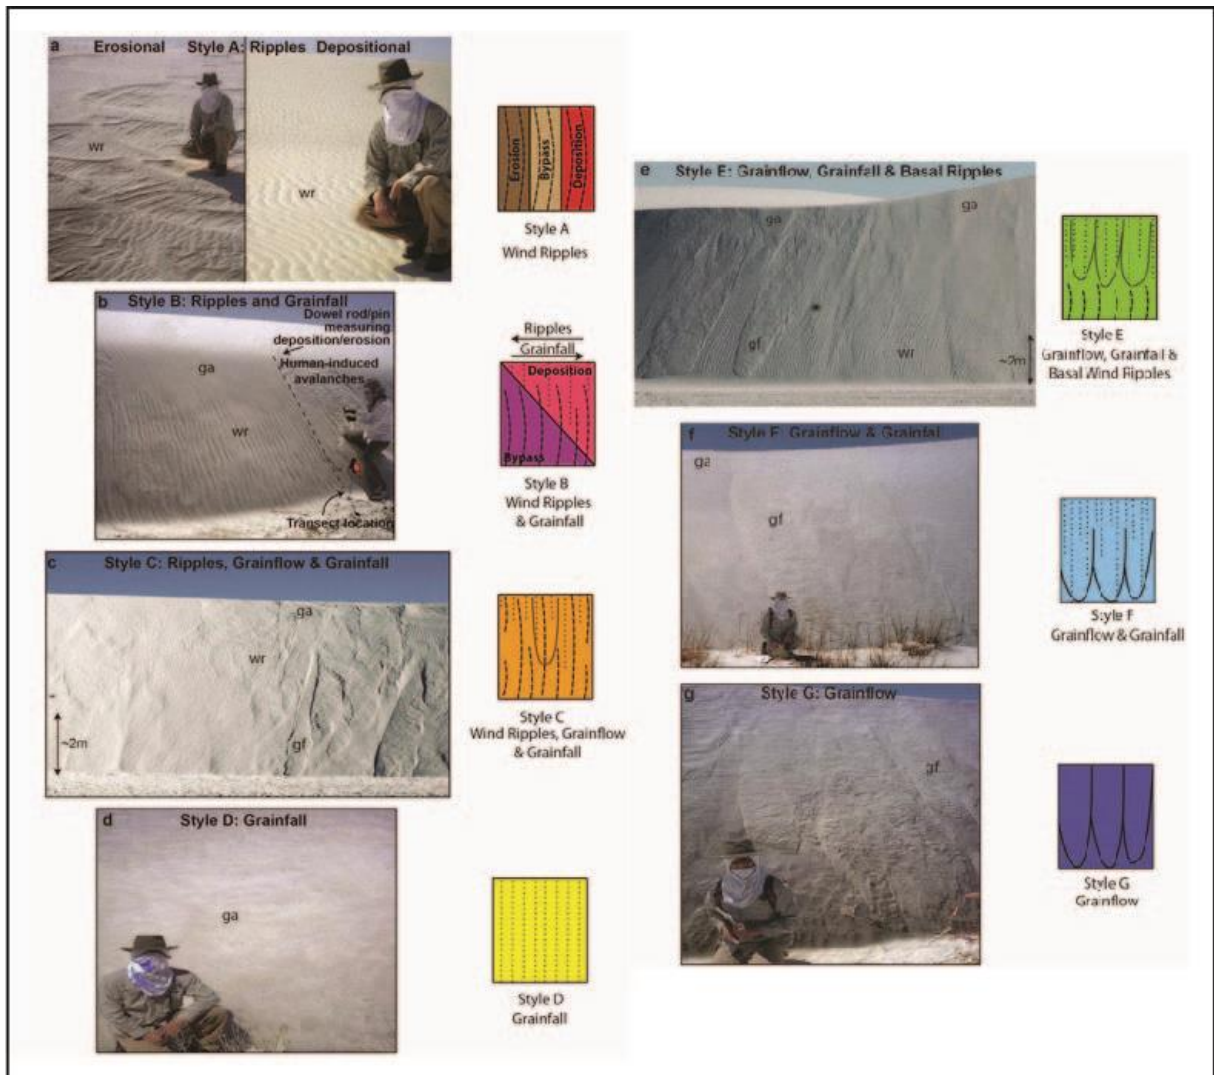 a Erosional Style A: Ripples Depositional
wr
wr
Erosion
Bypass
Deposition
Style A
Wind Ripples
b Style B: Ripples and Grainfall
Dowel rod/pin
measuring
deposition/erosion
Human-induced
avalanches
ga
wr
Transect location
Ripples
Grainfall
Deposition
Bypass
Style B
Wind Ripples
& Grainfall
c Style C: Ripples, Grainflow & Grainfall
ga
wr
gf
~2m
Style C
Wind Ripples, Grainflow
& Grainfall
d Style D: Grainfall
ga
Style D
Grainfall
e Style E: Grainflow, Grainfall & Basal Ripples
ga
ga
gf
wr
~2m
Style E
Grainflow, Grainfall &
Basal Wind Ripples
f Style F: Grainflow & Grainfal
ga
gf
Style F
Grainflow & Grainfall
g Style G: Grainflow
gf
Style G
Grainflow